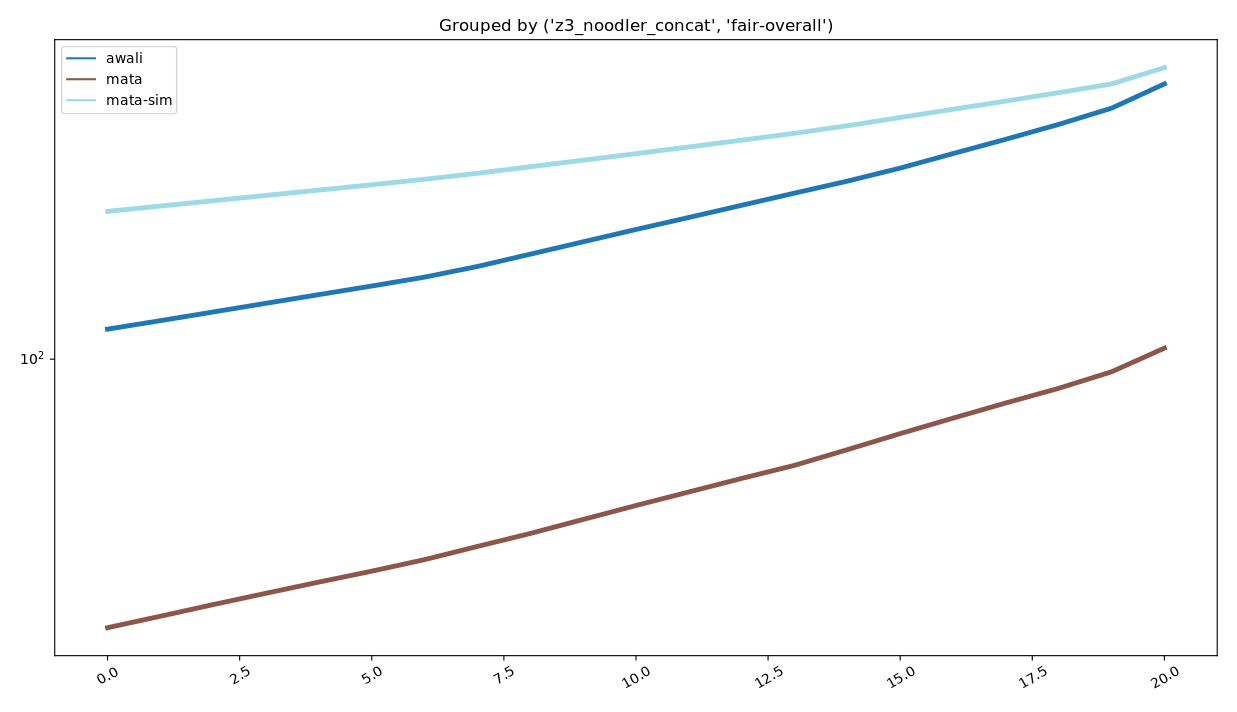 Grouped by ('z3_noodler_concat', 'fair-overall')
awali
mata
mata-sim
10²
0.0
2.5
5.0
7.5
10.0
12.5
15.0
17.5
20.0